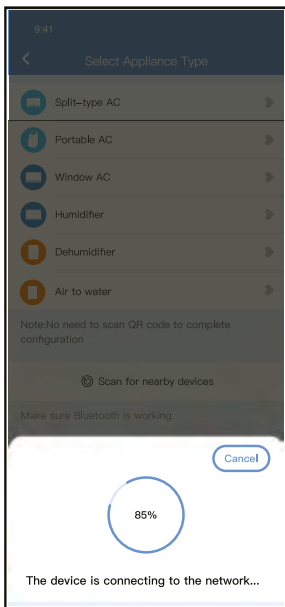 9:41
Select Appliance Type
Split-type AC
Portable AC
Window AC
Humidifier
Dehumidifier
Air to water
Note:No need to scan QR code to complete
configuration
Scan for nearby devices
Make sure Bluetooth is working.
Cancel
85%
The device is connecting to the network...